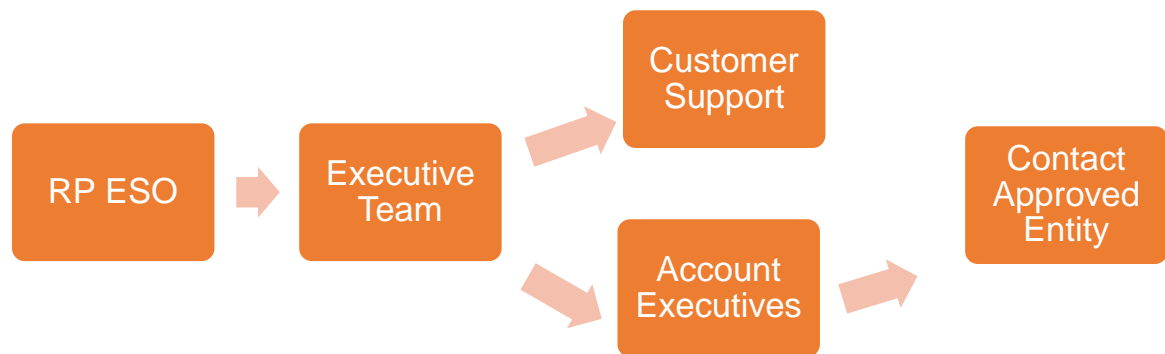 RP ESO
Executive
Team
Customer
Support
Account
Executives
Contact
Approved
Entity